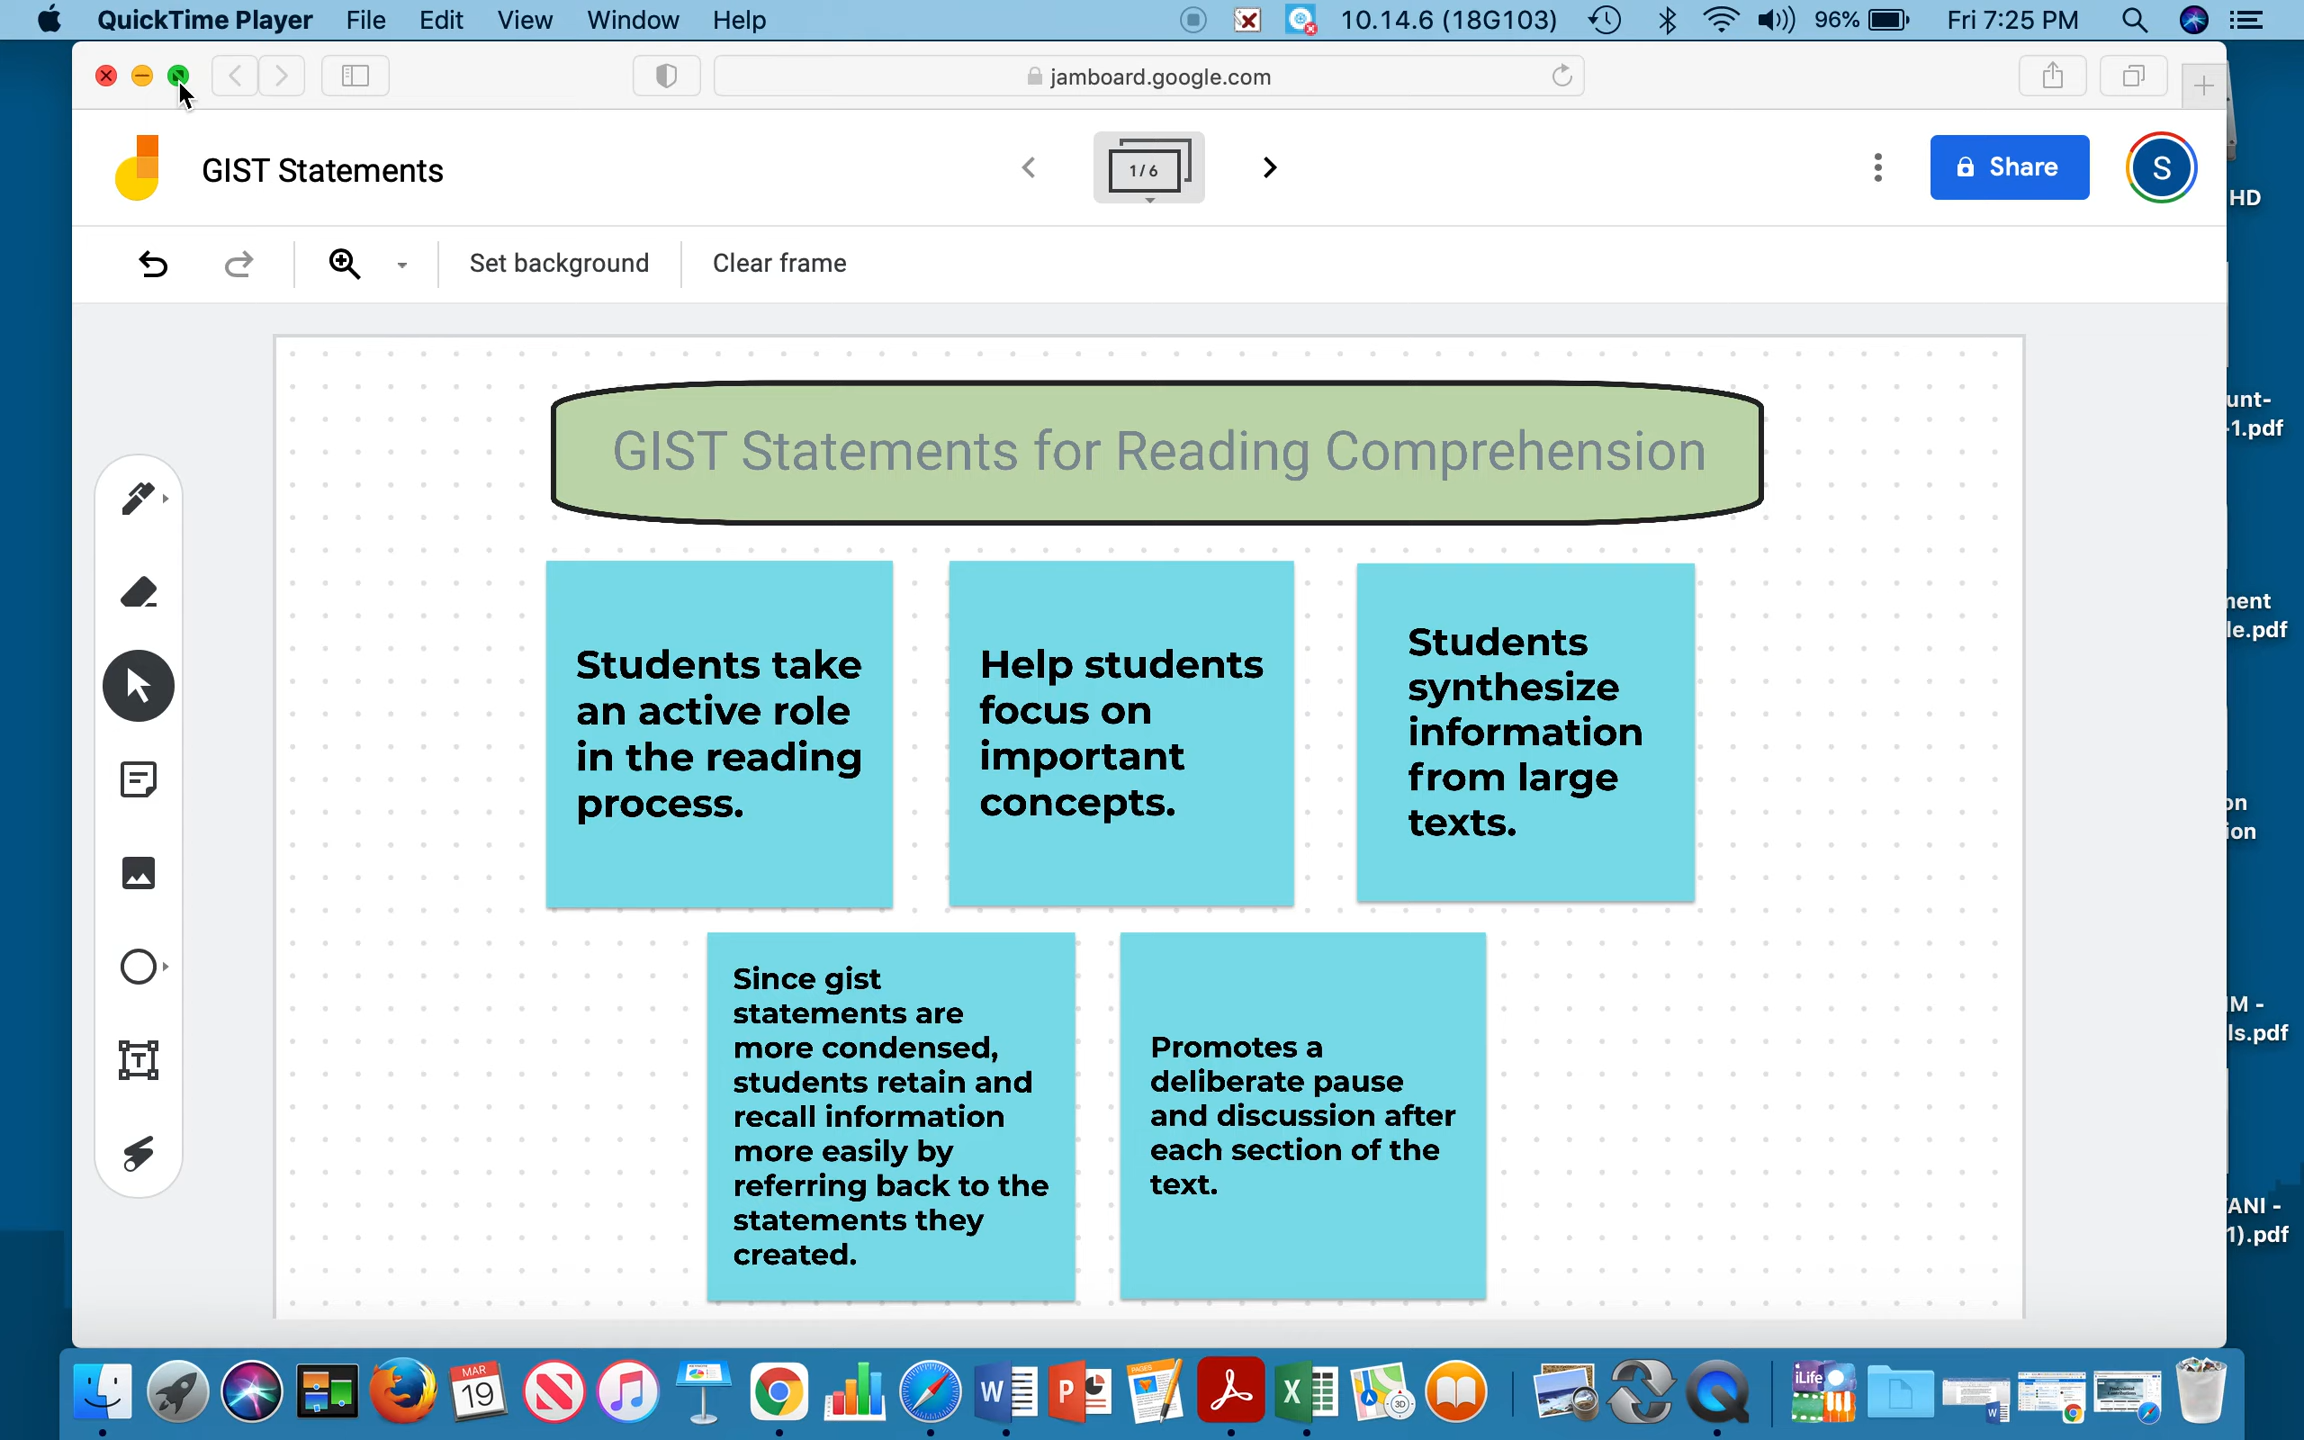 QuickTime Player File Edit View Window Help 10.14.6 (18G103) 96% Fri 7:25 PM
jamboard.google.com
GIST Statements
1/6
Share
S
HD
Set background
Clear frame
unt-
-1.pdf
GIST Statements for Reading Comprehension
Students take
an active role
in the reading
process.
Help students
focus on
important
concepts.
Students
synthesize
information
from large
texts.
le.pdf
on
ion
Since gist
statements are
more condensed,
students retain and
recall information
more easily by
referring back to the
statements they
created.
Promotes a
deliberate pause
and discussion after
each section of the
text.
T
IM -
ls.pdf
ANI -
1).pdf
MAR
19
PAGES
W
P
X
3D
iLife